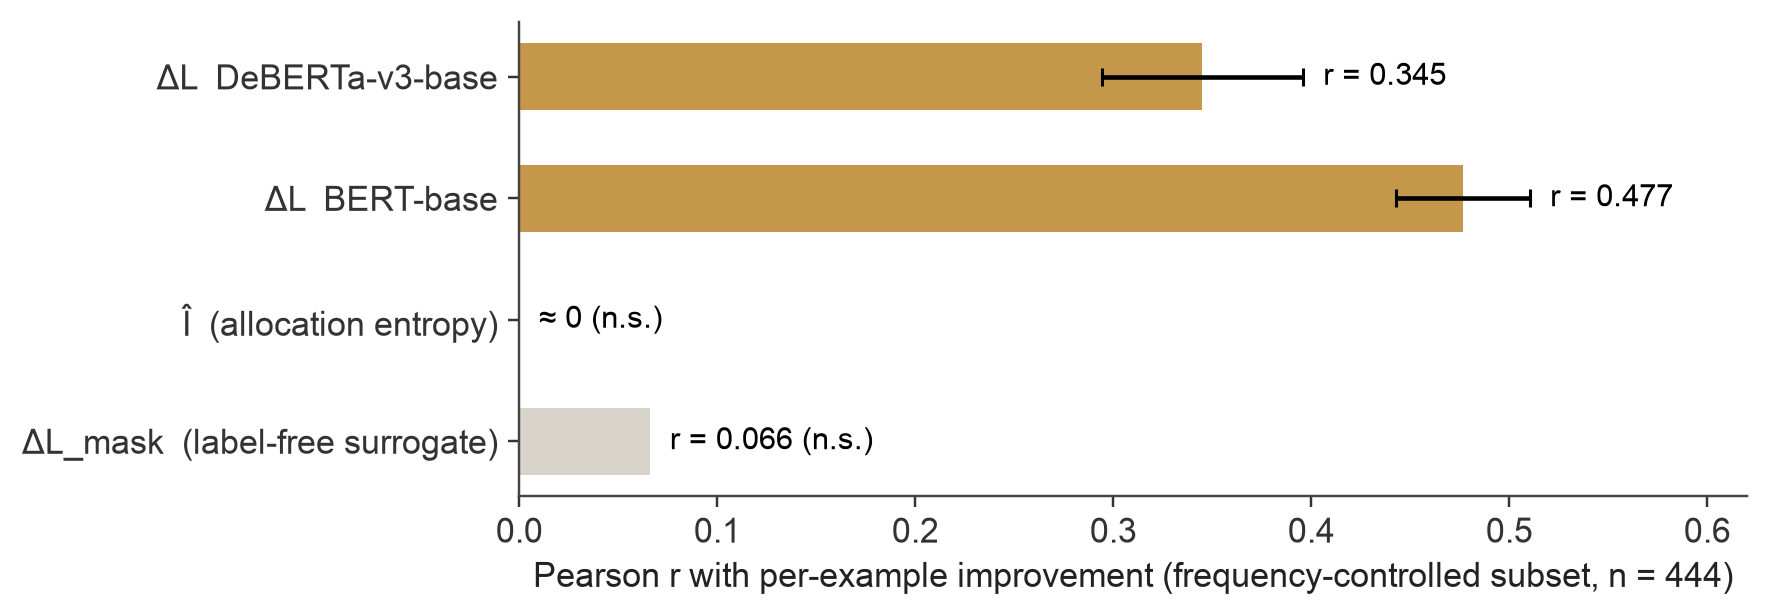 ΔL  DeBERTa-v3-base
r = 0.345
ΔL  BERT-base
r = 0.477
Î  (allocation entropy)
≈ 0 (n.s.)
ΔL_mask  (label-free surrogate)
r = 0.066 (n.s.)
0.0 0.1 0.2 0.3 0.4 0.5 0.6
Pearson r with per-example improvement (frequency-controlled subset, n = 444)